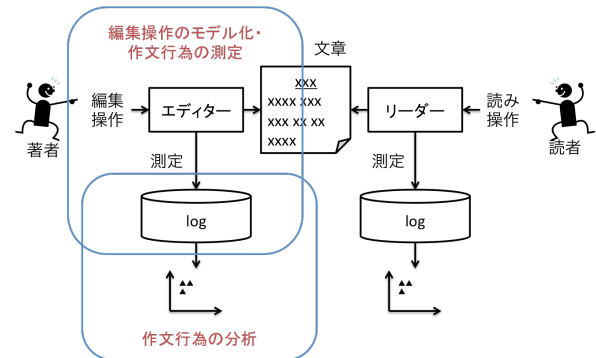 編集操作のモデル化・
作文行為の測定
文章
xxx
xxxx xxx
xxx xx xx
xxxx
編集
操作
エディター
リーダー
読み
操作
著者
読者
測定
測定
log
log
作文行為の分析